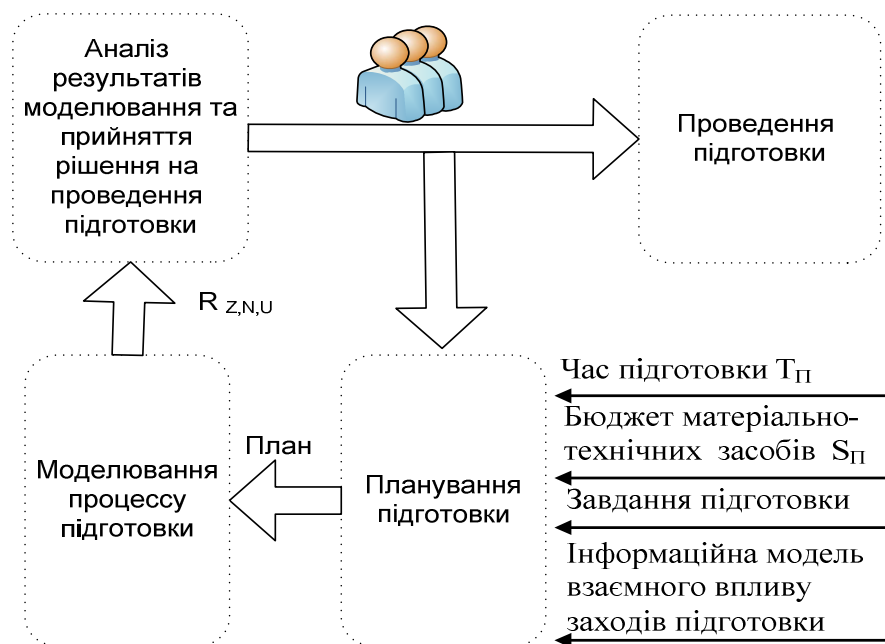 Аналіз
результатів
моделювання та
прийняття
рішення на
проведення
підготовки
Проведення
підготовки
R Z,N,U
Час підготовки TП
Бюджет матеріально-
технічних засобів SП
Завдання підготовки
Інформаційна модель
взаємного впливу
заходів підготовки
План
Моделювання
процессу
підготовки
Планування
підготовки